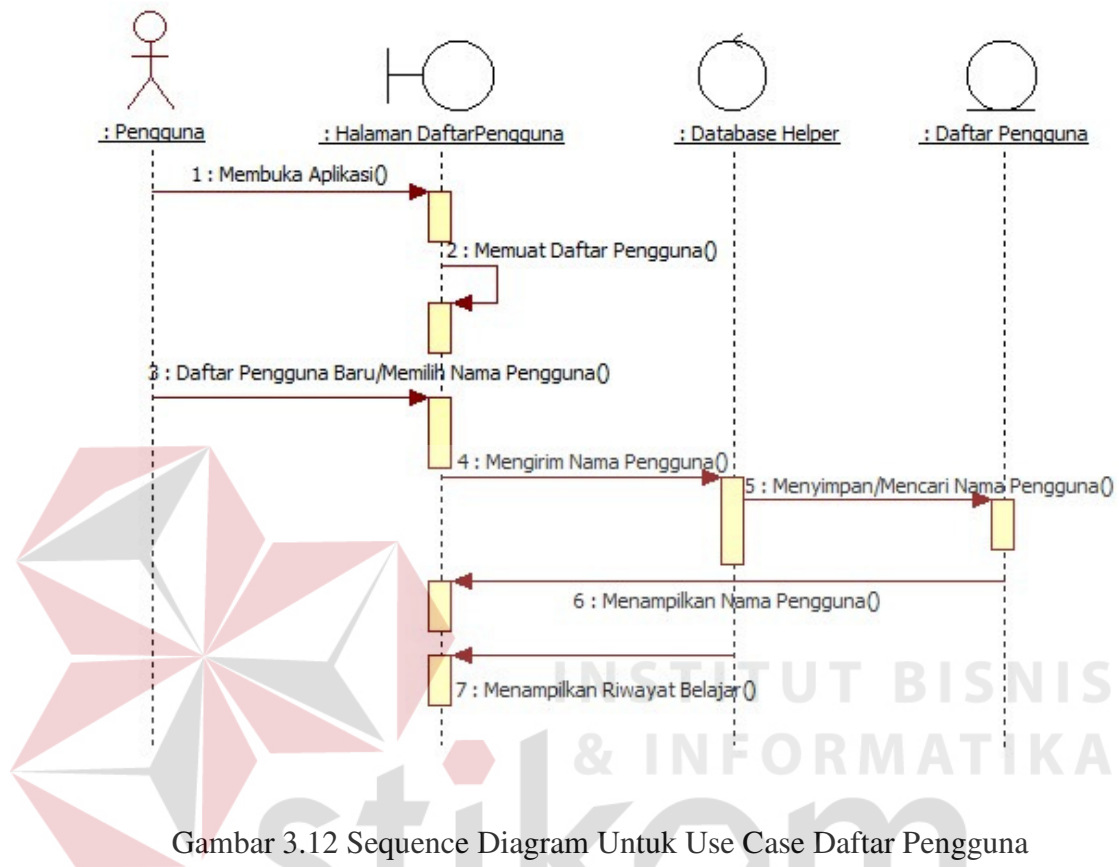 : Pengguna
: Halaman DaftarPengguna
: Database Helper
: Daftar Pengguna
1 : Membuka Aplikasi()
2 : Memuat Daftar Pengguna()
3 : Daftar Pengguna Baru/Memilih Nama Pengguna()
4 : Mengirim Nama Pengguna()
5 : Menyimpan/Mencari Nama Pengguna()
6 : Menampilkan Nama Pengguna()
7 : Menampilkan Riwayat Belajar()
INSTITUT BISNIS
& INFORMATIKA
stikom
Gambar 3.12 Sequence Diagram Untuk Use Case Daftar Pengguna